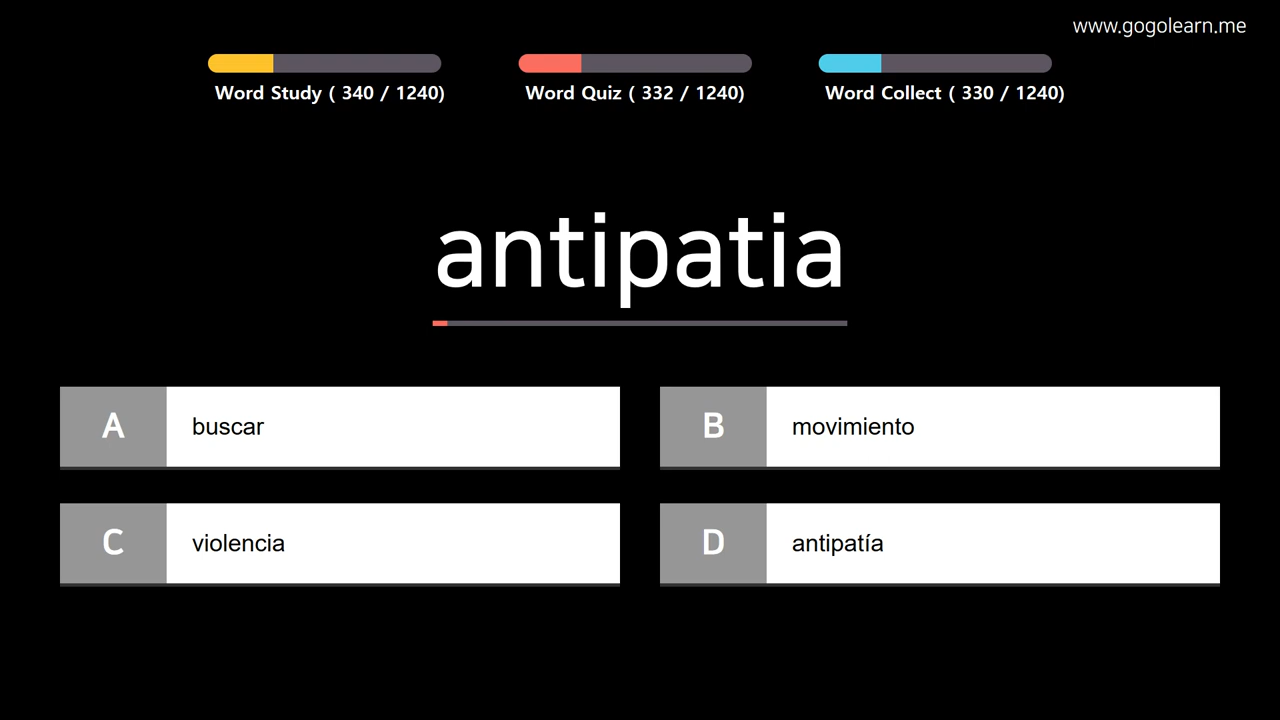 www.gogolearn.me
Word Study ( 340 / 1240)
Word Quiz ( 332 / 1240)
Word Collect ( 330 / 1240)
antipatia
A buscar
B movimiento
C violencia
D antipatía